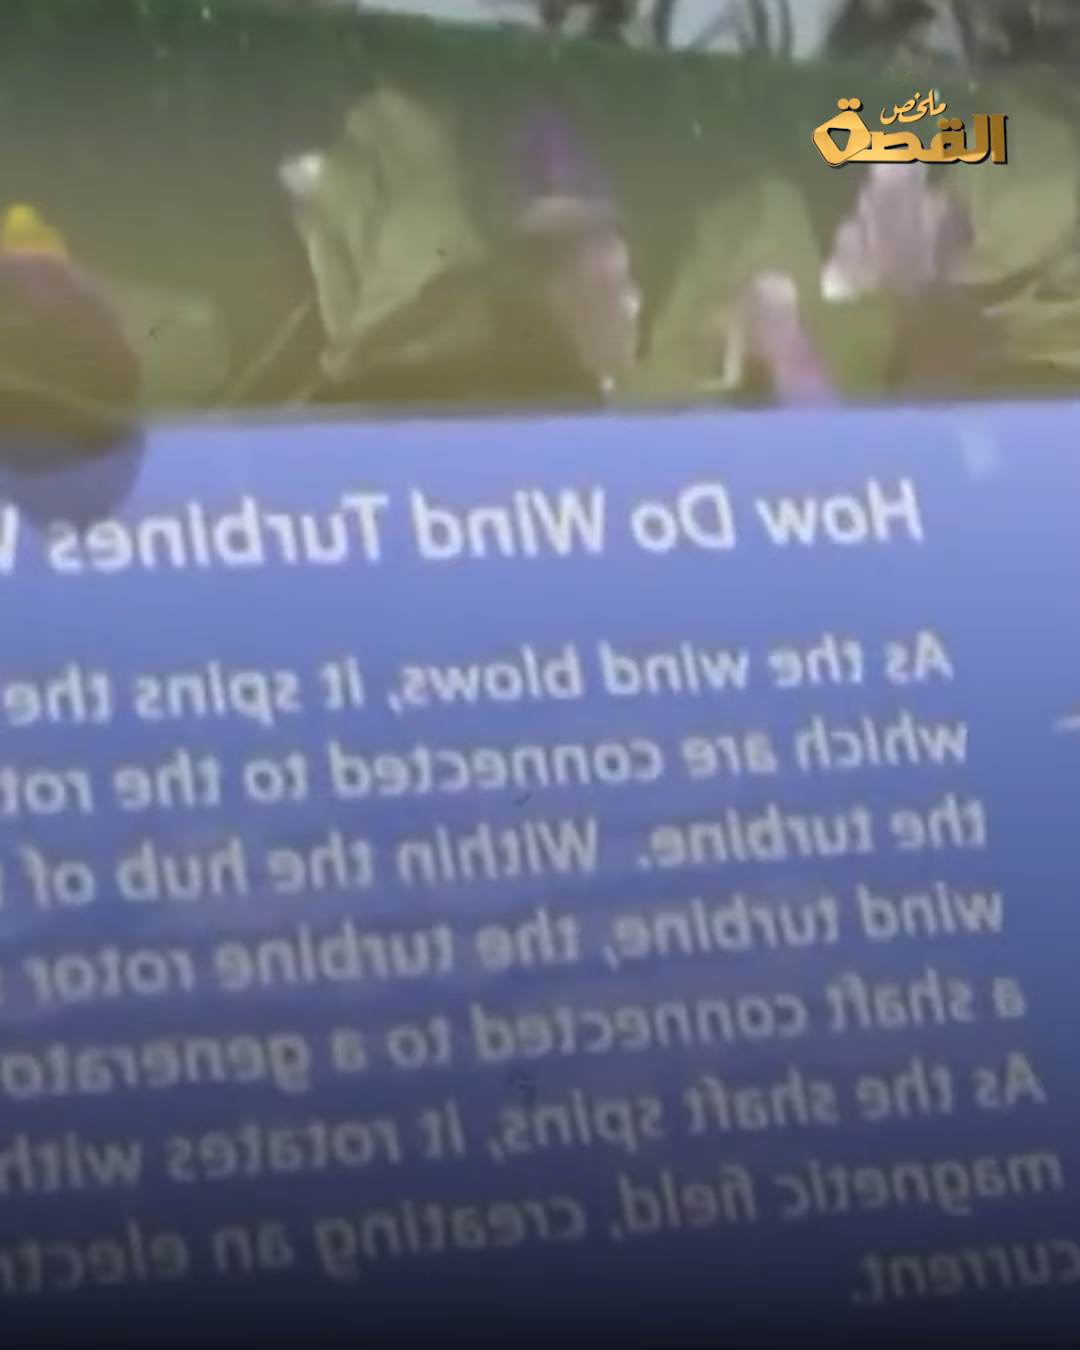 ملخص
القصة
How Do Wind Turbines
As the wind blows, it spins the
which are connected to the
the turbine. Within the hub of
wind turbine, the turbine rotor
a shaft connected to a
As the shaft spins, it rotates
magnetic field, creating an
current.